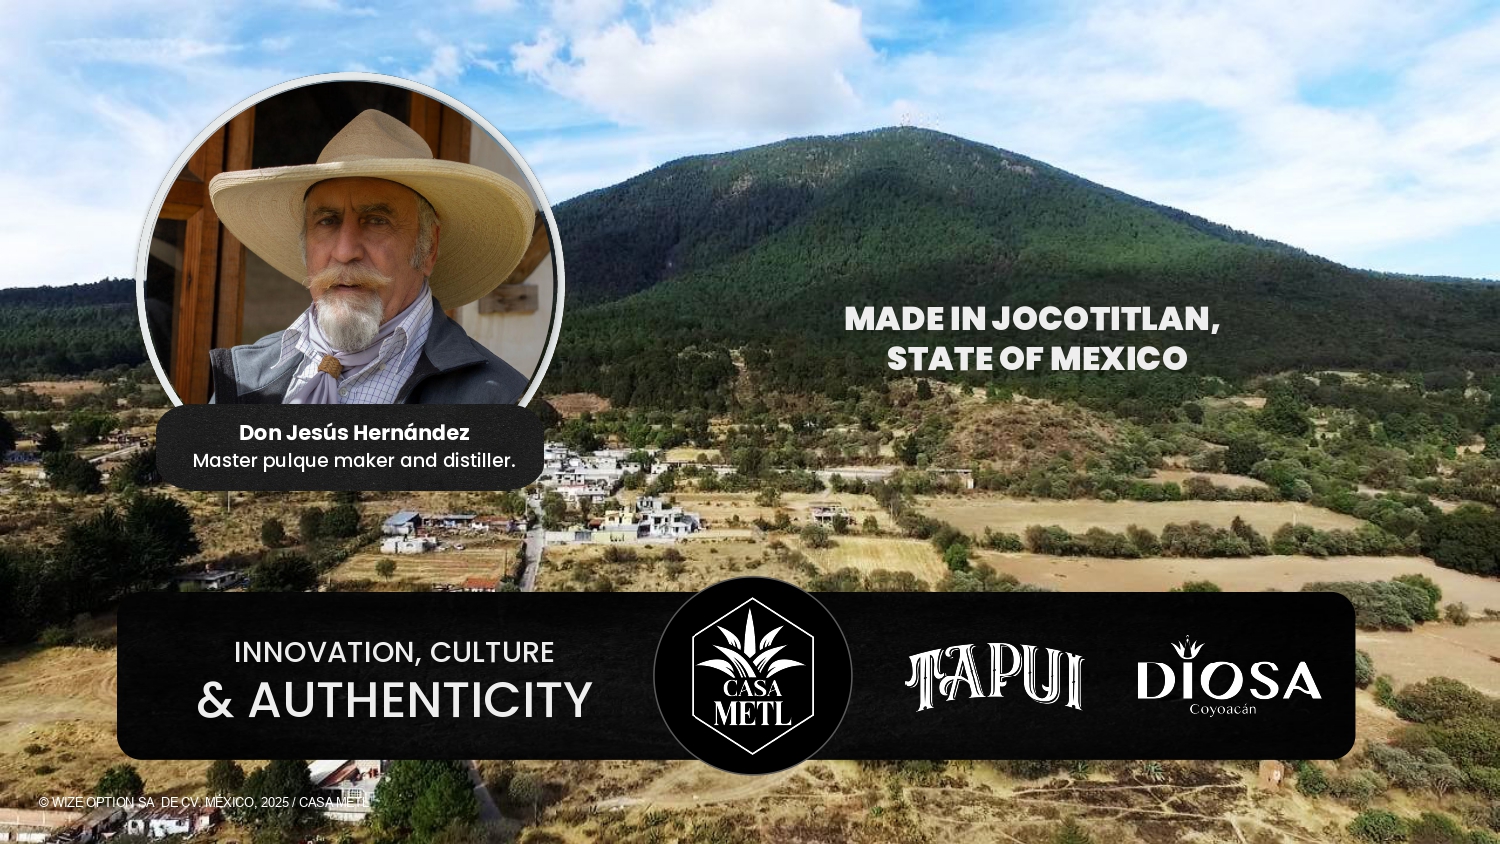 MADE IN JOCOTITLAN,
STATE OF MEXICO
Don Jesús Hernández
Master pulque maker and distiller.
INNOVATION, CULTURE
& AUTHENTICITY
CASA
METL
TAPUI
DIOSA
Coyoacán
© WIZE OPTION SA DE CV. MÉXICO, 2025 / CASA METL